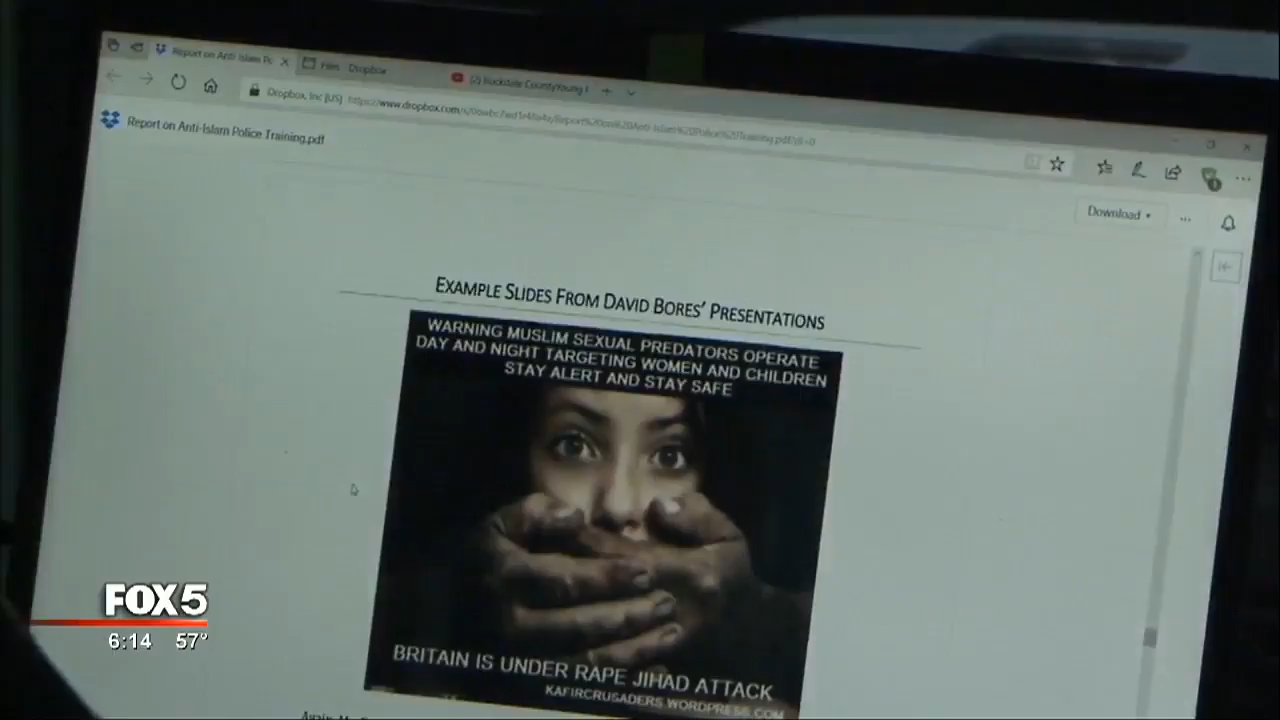 Report on Anti-Islam Po
Files - Dropbox
Dropbox, Inc [US]
Report on Anti-Islam Police Training.pdf
Download
EXAMPLE SLIDES FROM DAVID BORES' PRESENTATIONS
WARNING MUSLIM SEXUAL PREDATORS OPERATE
DAY AND NIGHT TARGETING WOMEN AND CHILDREN
STAY ALERT AND STAY SAFE
BRITAIN IS UNDER RAPE JIHAD ATTACK
KAFIRCRUSADERS.WORDPRESS.COM
FOX 5
6:14 57°